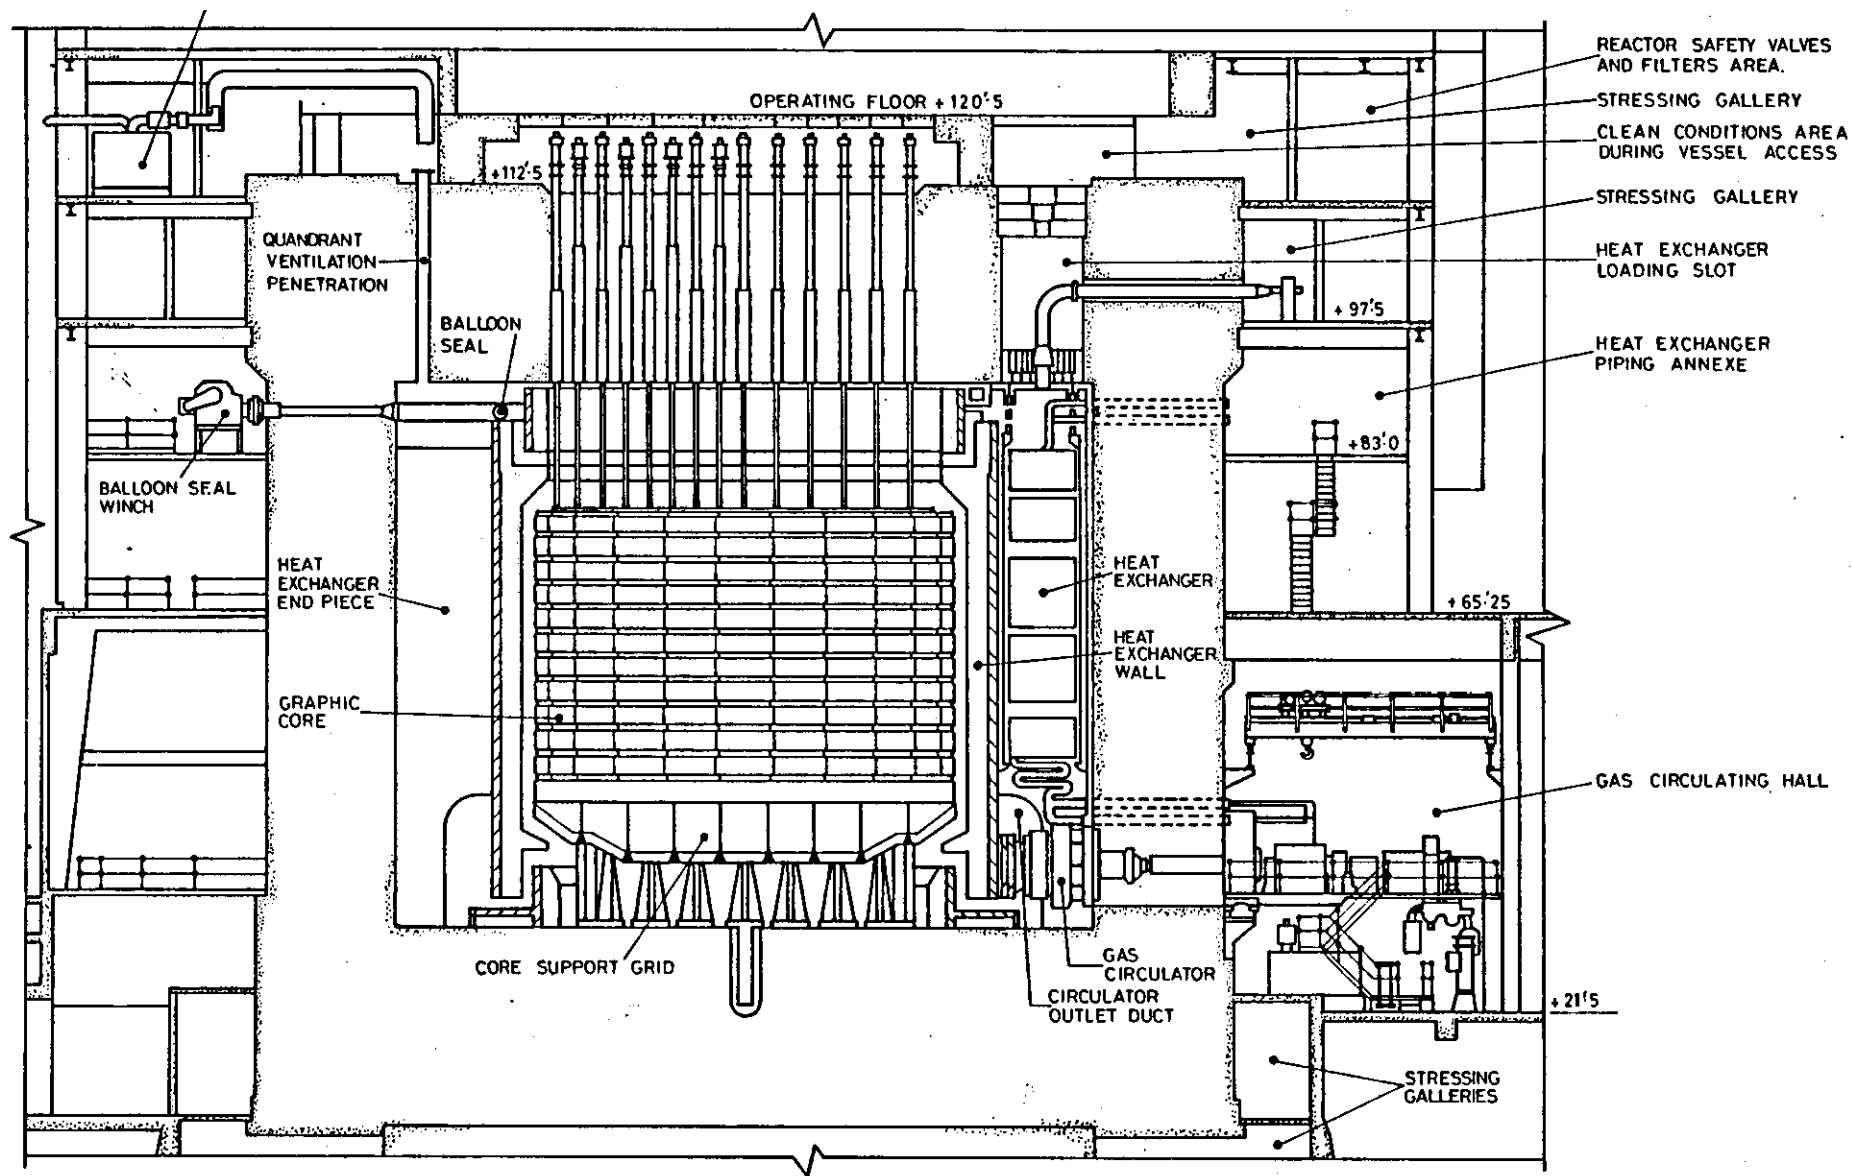 REACTOR SAFETY VALVES
AND FILTERS AREA.
STRESSING GALLERY
CLEAN CONDITIONS AREA
DURING VESSEL ACCESS
STRESSING GALLERY
HEAT EXCHANGER
LOADING SLOT
HEAT EXCHANGER
PIPING ANNEXE
OPERATING FLOOR + 120'·5
+112'·5
QUANDRANT
VENTILATION
PENETRATION
BALLOON
SEAL
+ 97'·5
+83'·0
BALLOON SEAL
WINCH
HEAT
EXCHANGER
END PIECE
HEAT
EXCHANGER
+ 65'·25
HEAT
EXCHANGER
WALL
GRAPHIC
CORE
GAS CIRCULATING HALL
CORE SUPPORT GRID
GAS
CIRCULATOR
CIRCULATOR
OUTLET DUCT
+ 21'·5
STRESSING
GALLERIES